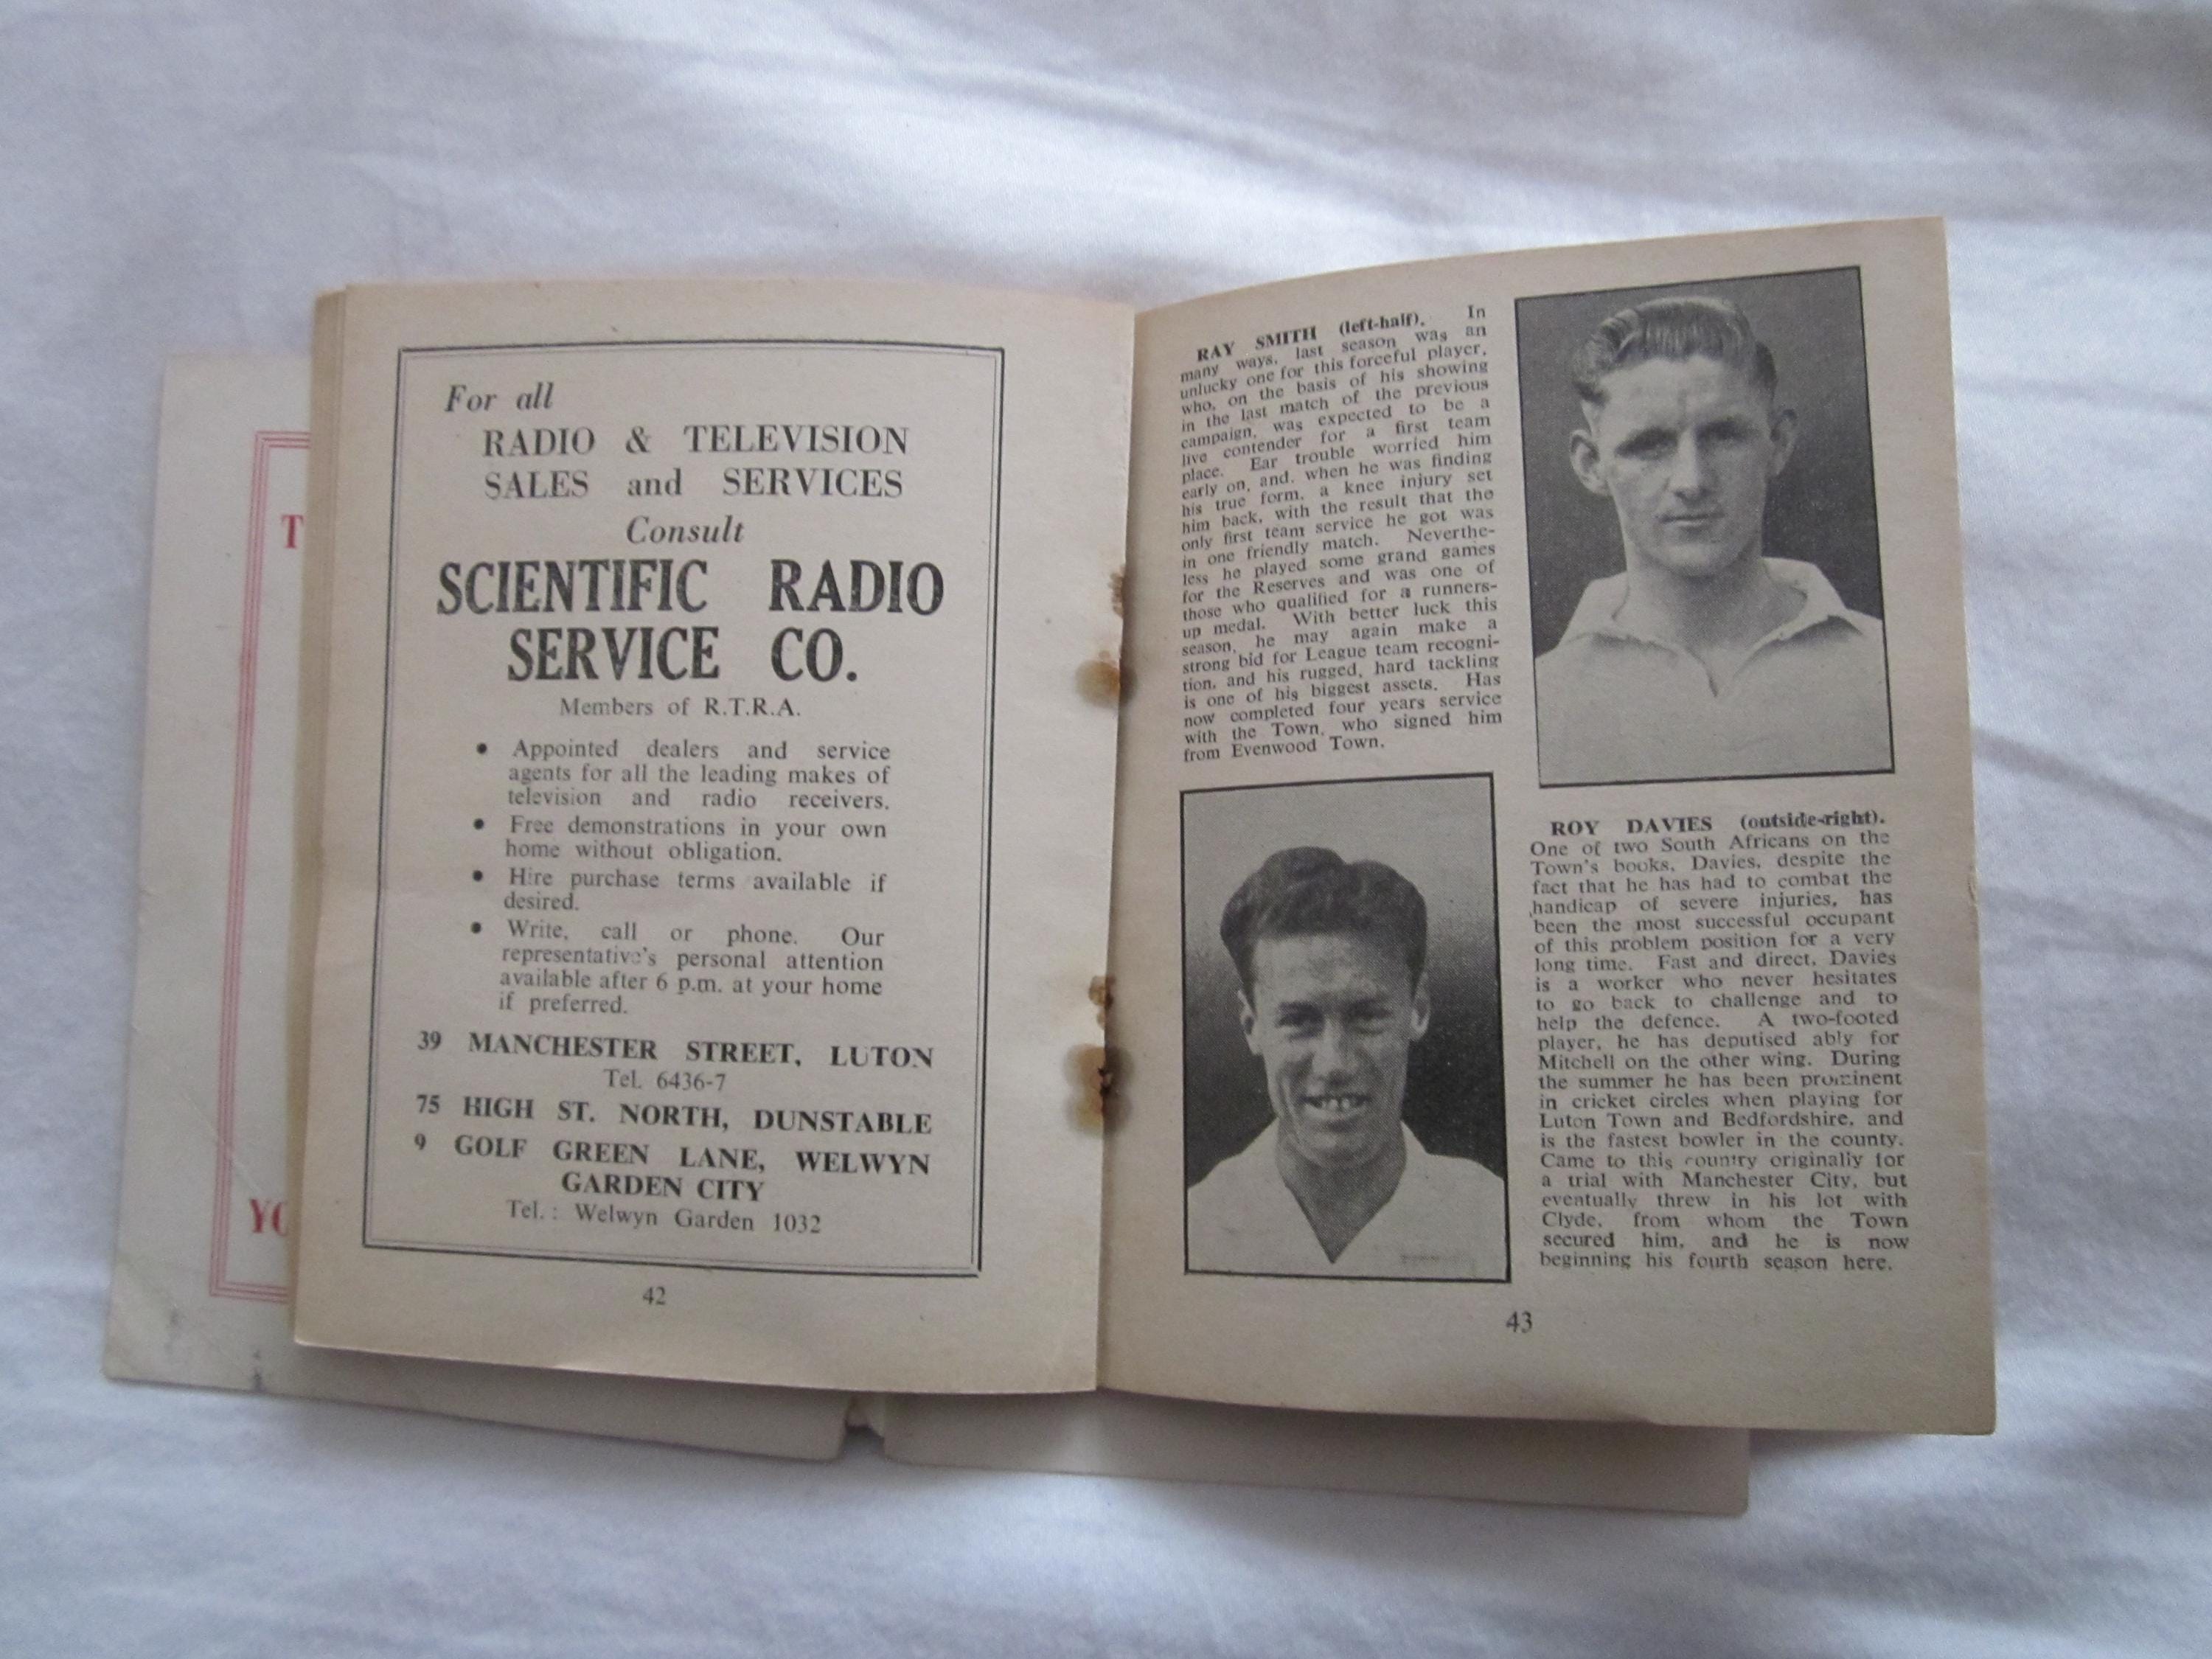 T
YO
For all
RADIO & TELEVISION
SALES and SERVICES
Consult
SCIENTIFIC RADIO
SERVICE CO.
Members of R.T.R.A.
• Appointed dealers and service
agents for all the leading makes of
television and radio receivers.
• Free demonstrations in your own
home without obligation.
• Hire purchase terms available if
desired.
• Write, call or phone. Our
representative's personal attention
available after 6 p.m. at your home
if preferred.
39 MANCHESTER STREET, LUTON
Tel. 6436-7
75 HIGH ST. NORTH, DUNSTABLE
9 GOLF GREEN LANE, WELWYN
GARDEN CITY
Tel.: Welwyn Garden 1032
42
RAY SMITH (left-half). In
many ways, last season was an
unlucky one for this forceful player,
who, on the basis of his showing
in the last match of the previous
campaign, was expected to be a
live contender for a first team
place. Ear trouble worried him
early on, and, when he was finding
his true form, a knee injury set
him back, with the result that the
only first team service he got was
in one friendly match. Neverthe-
less he played some grand games
for the Reserves and was one of
those who qualified for a runners-
up medal. With better luck this
season, he may again make a
strong bid for League team recogni-
tion, and his rugged, hard tackling
is one of his biggest assets. Has
now completed four years service
with the Town, who signed him
from Evenwood Town.
ROY DAVIES (outside-right).
One of two South Africans on the
Town's books, Davies, despite the
fact that he has had to combat the
handicap of severe injuries, has
been the most successful occupant
of this problem position for a very
long time. Fast and direct, Davies
is a worker who never hesitates
to go back to challenge and to
help the defence. A two-footed
player, he has deputised ably for
Mitchell on the other wing. During
the summer he has been prominent
in cricket circles when playing for
Luton Town and Bedfordshire, and
is the fastest bowler in the county.
Came to this country originally for
a trial with Manchester City, but
eventually threw in his lot with
Clyde, from whom the Town
secured him, and he is now
beginning his fourth season here.
43